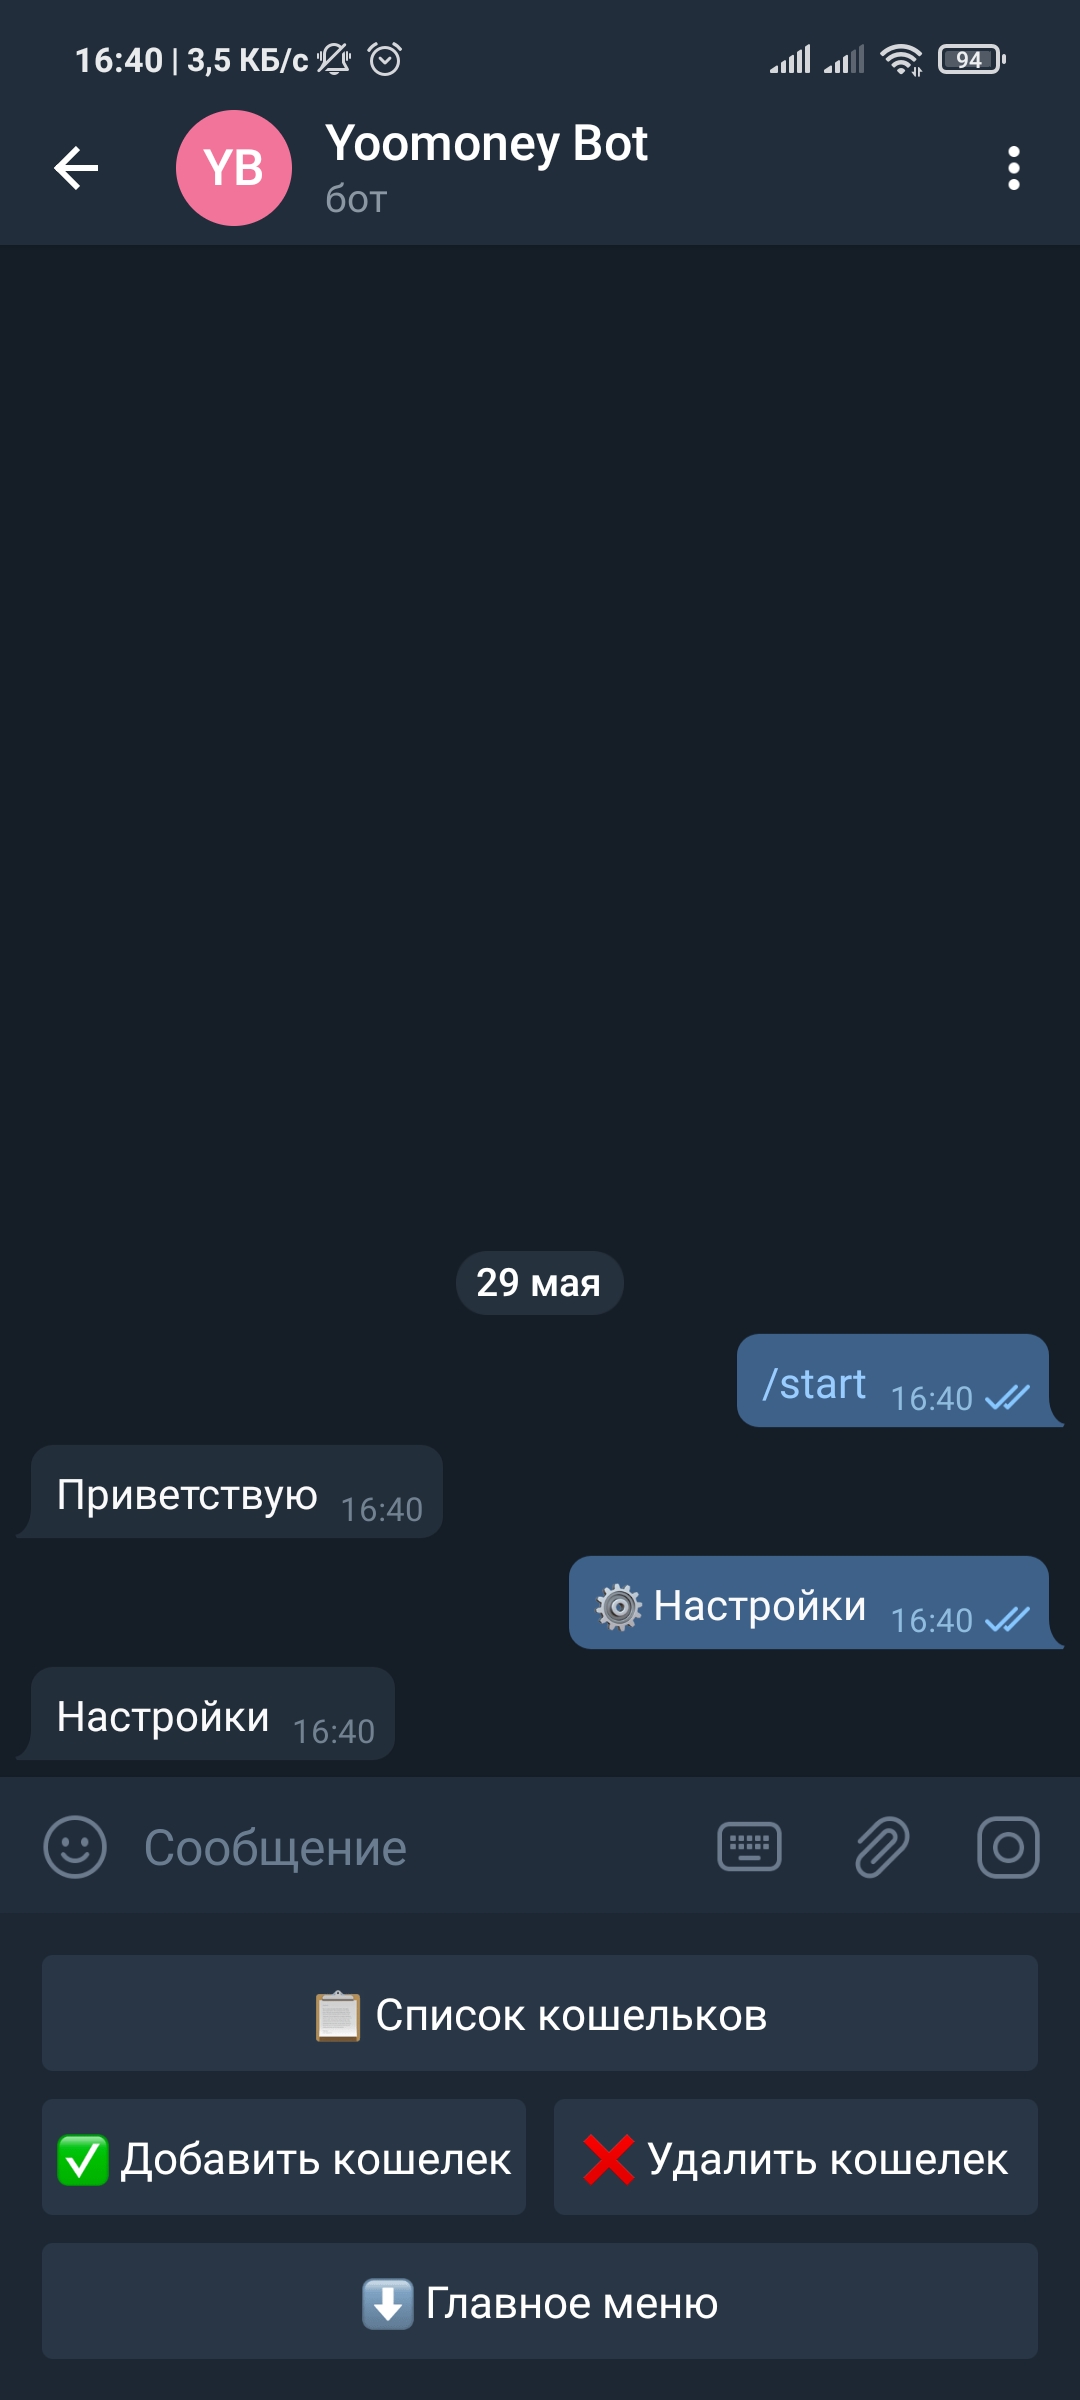 16:40 | 3,5 КБ/с
94
YB
Yoomoney Bot
бот
29 мая
/start 16:40
Приветствую 16:40
Настройки 16:40
Настройки 16:40
Сообщение
Список кошельков
Добавить кошелек
Удалить кошелек
Главное меню